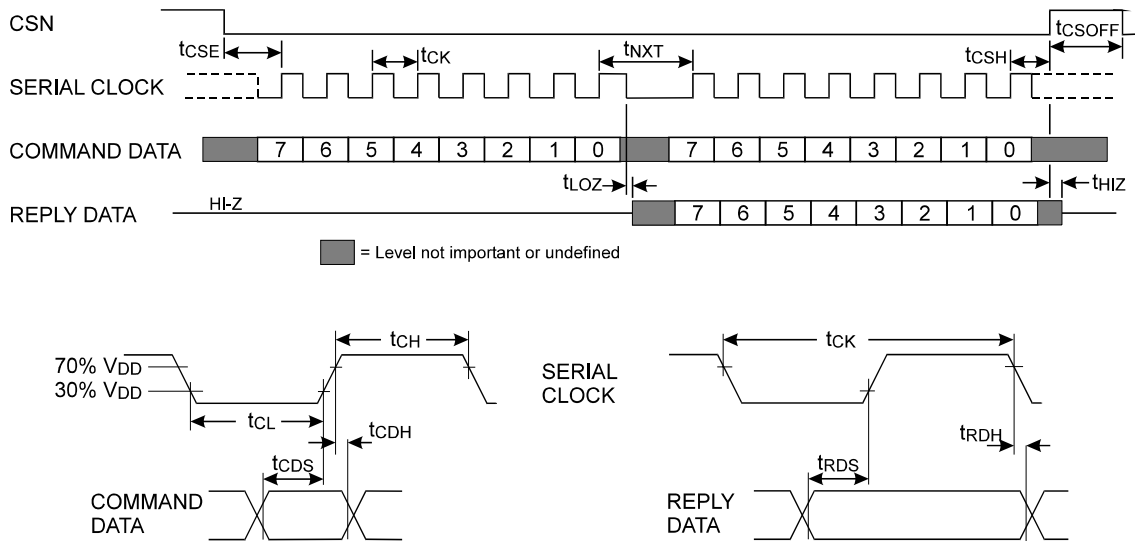 CSN
tCSE
tCK
tNXT
tCSH
tCSOFF
SERIAL CLOCK
COMMAND DATA
7 6 5 4 3 2 1 0 7 6 5 4 3 2 1 0
tLOZ
tHIZ
REPLY DATA
HI-Z
7 6 5 4 3 2 1 0
= Level not important or undefined
tCH
70% VDD
30% VDD
tCL
tCDH
tCDS
COMMAND
DATA
SERIAL
CLOCK
tCK
tRDH
tRDS
REPLY
DATA